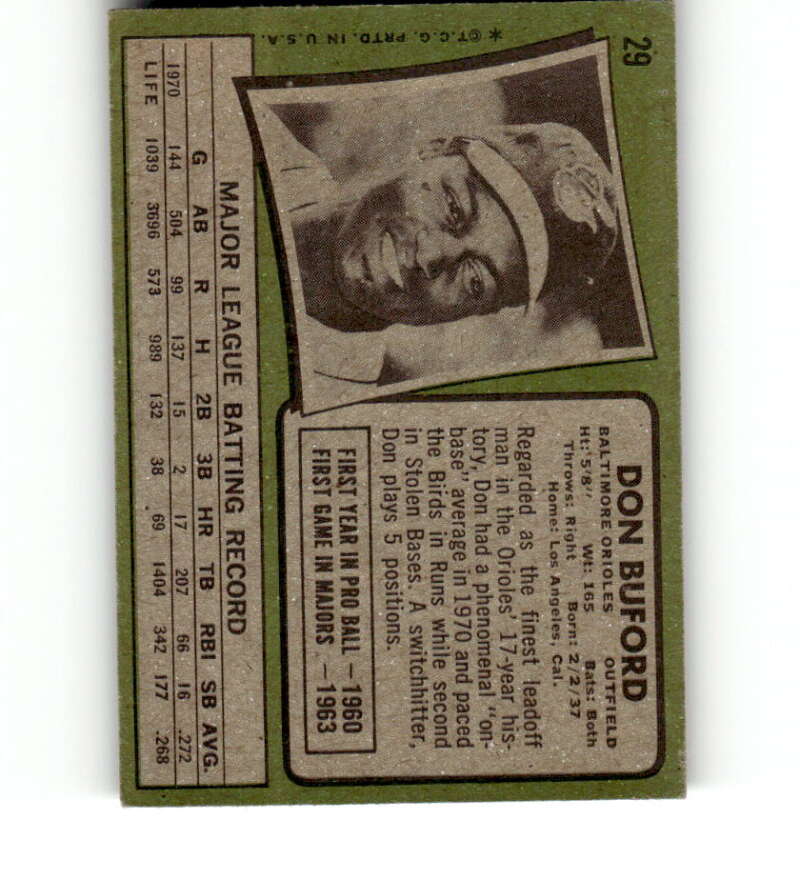 29
DON BUFORD
BALTIMORE ORIOLES OUTFIELD
Ht: 5'8" Wt: 165 Bats: Both
Throws: Right Born: 2/2/37
Home: Los Angeles, Cal.
Regarded as the finest leadoff
man in the Orioles' 17-year his-
tory, Don had a phenomenal "on-
base" average in 1970 and paced
the Birds in Runs while second
in Stolen Bases. A switchhitter,
Don plays 5 positions.
FIRST YEAR IN PRO BALL —1960
FIRST GAME IN MAJORS —1963
MAJOR LEAGUE BATTING RECORD
G AB R H 2B 3B HR TB RBI SB AVG.
1970 144 504 99 137 15 2 17 207 66 16 .272
LIFE 1039 3696 573 989 132 38 69 1404 342 177 .268
* ©T.C.G. PRTD. IN U.S.A.